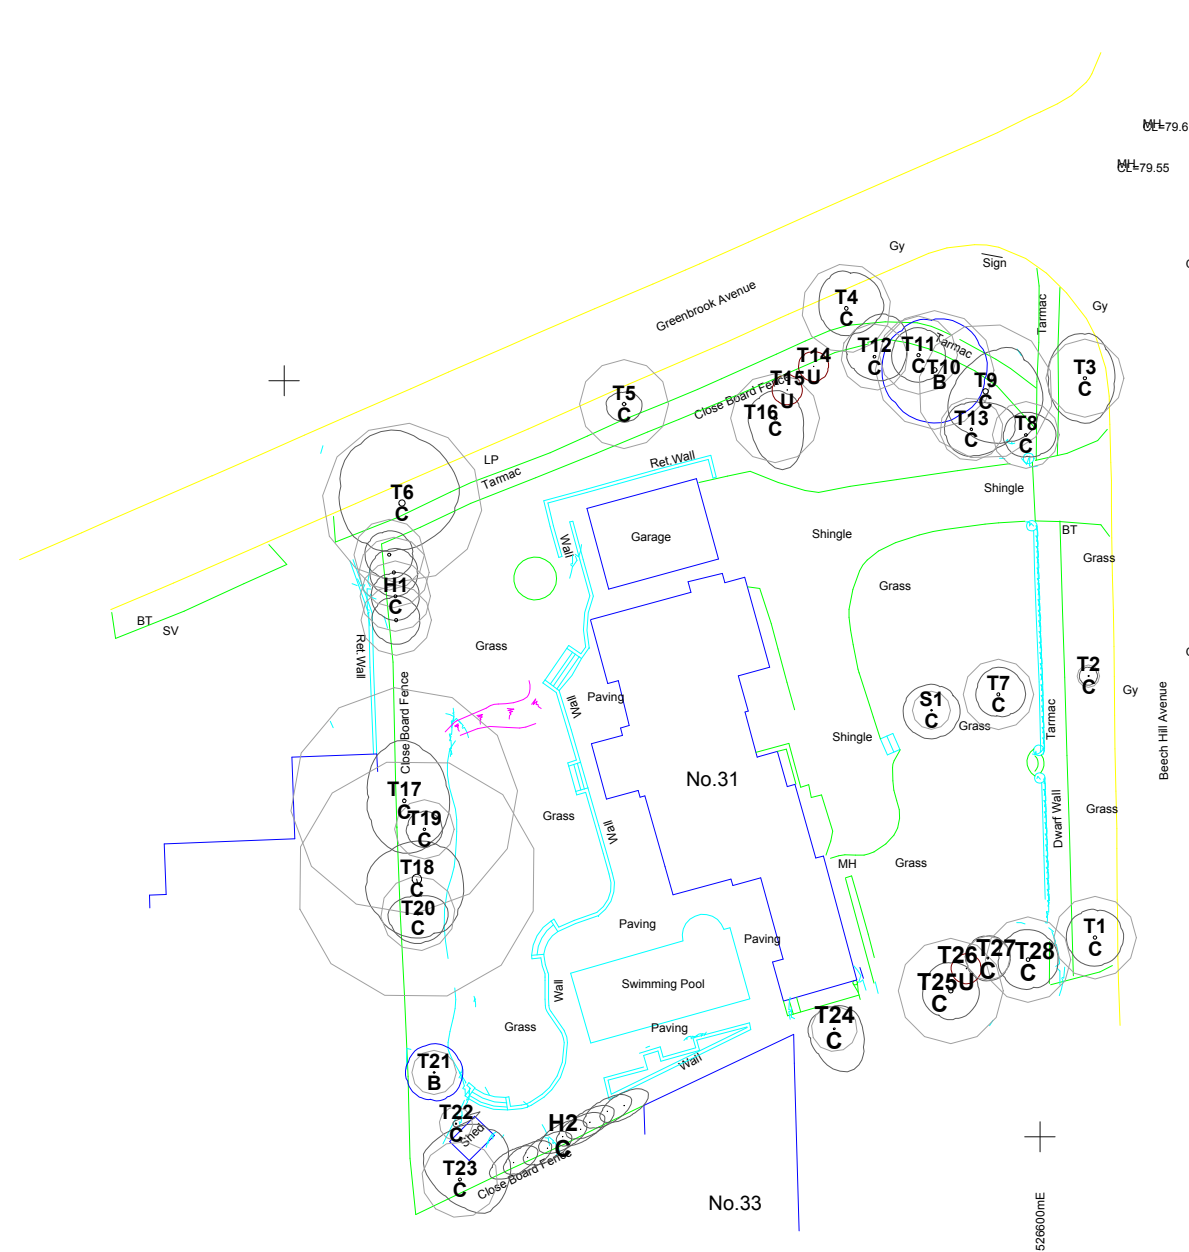 MH
CL=79.6
MH
CL=79.55
Gy
Sign
Greenbrook Avenue
Tarmac
Gy
T4
C
T12
C
T11
C
Tarmac
T10
B
T9
C
T3
C
T14
U
T15
U
Close Board Fence
T16
C
T5
C
T13
C
T8
C
LP
Tarmac
Ret.Wall
Shingle
T6
C
Garage
Wall
Shingle
BT
Grass
Grass
H1
C
BT
SV
Ret.Wall
Grass
Close Board Fence
Paving
Wall
S1
C
T7
C
T2
C
Gy
Grass
Tarmac
Beech Hill Avenue
Shingle
No.31
T17
C
T19
C
Grass
Wall
Dwarf Wall
Grass
MH
Grass
T18
C
T20
C
Paving
Paving
T1
C
T27
C
T26
U
T28
C
T25
C
Swimming Pool
Wall
Grass
Paving
T24
C
Wall
T21
B
T22
C
Shed
H2
C
T23
C
Close Board Fence
No.33
526600mE